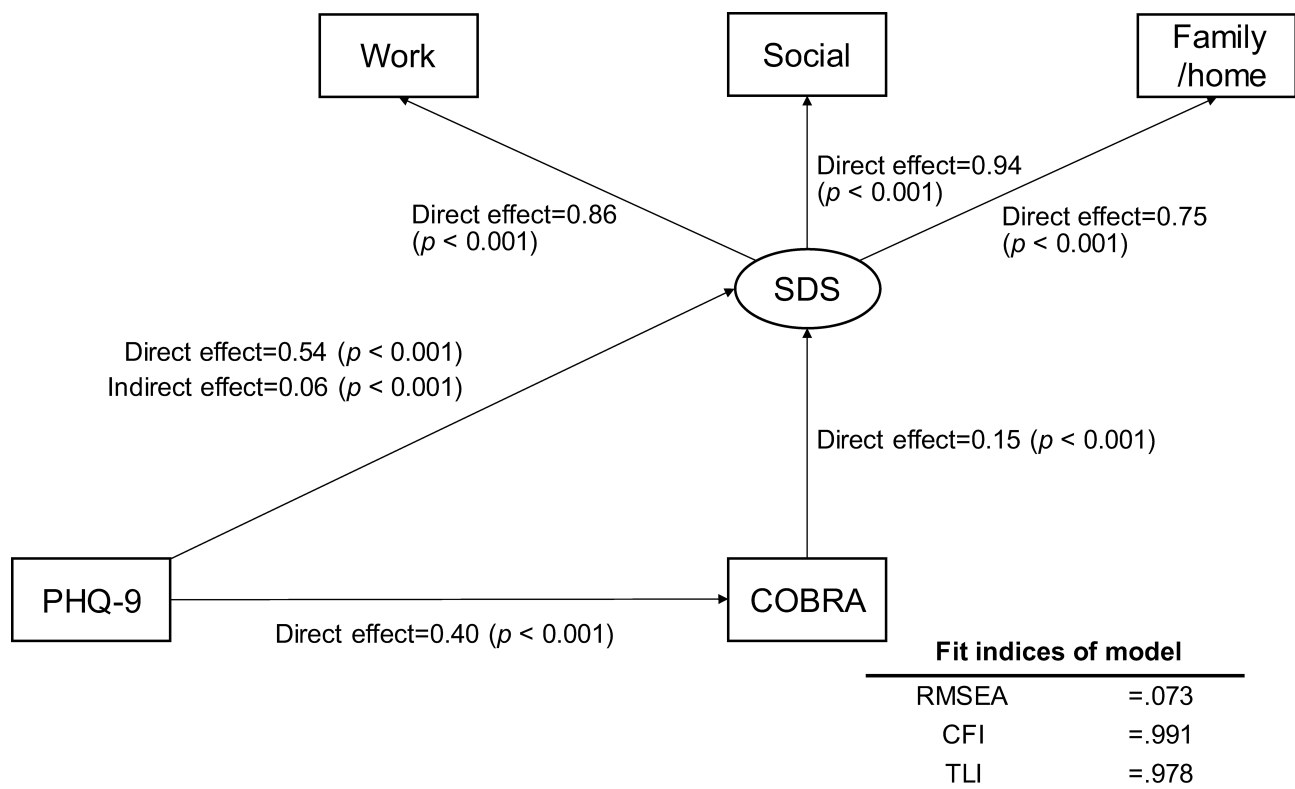 Work
Social
Family
/home
Direct effect=0.94
(p < 0.001)
Direct effect=0.86
(p < 0.001)
Direct effect=0.75
(p < 0.001)
SDS
Direct effect=0.54 (p < 0.001)
Indirect effect=0.06 (p < 0.001)
Direct effect=0.15 (p < 0.001)
PHQ-9
COBRA
Direct effect=0.40 (p < 0.001)
Fit indices of model
RMSEA =.073
CFI =.991
TLI =.978